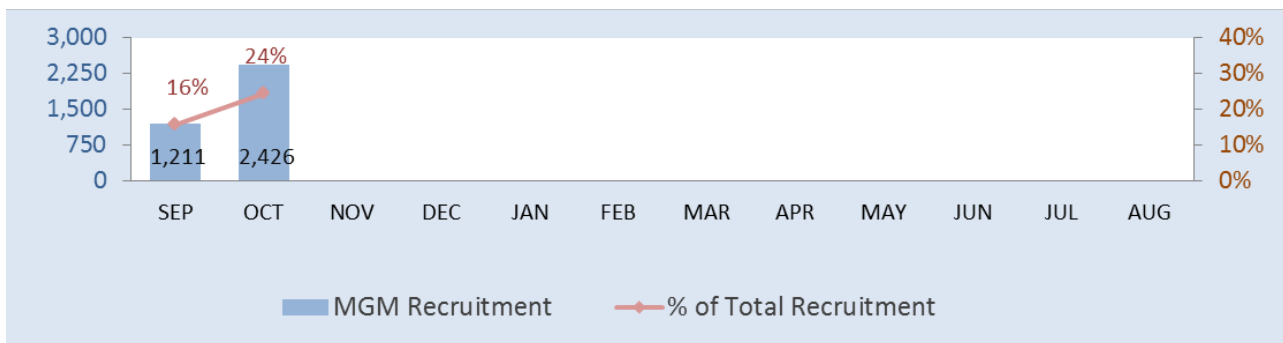 3,000 40%
24%
2,250 16% 30%
1,500 20%
750 1,211 2,426 10%
0 0%
SEP OCT NOV DEC JAN FEB MAR APR MAY JUN JUL AUG
MGM Recruitment % of Total Recruitment